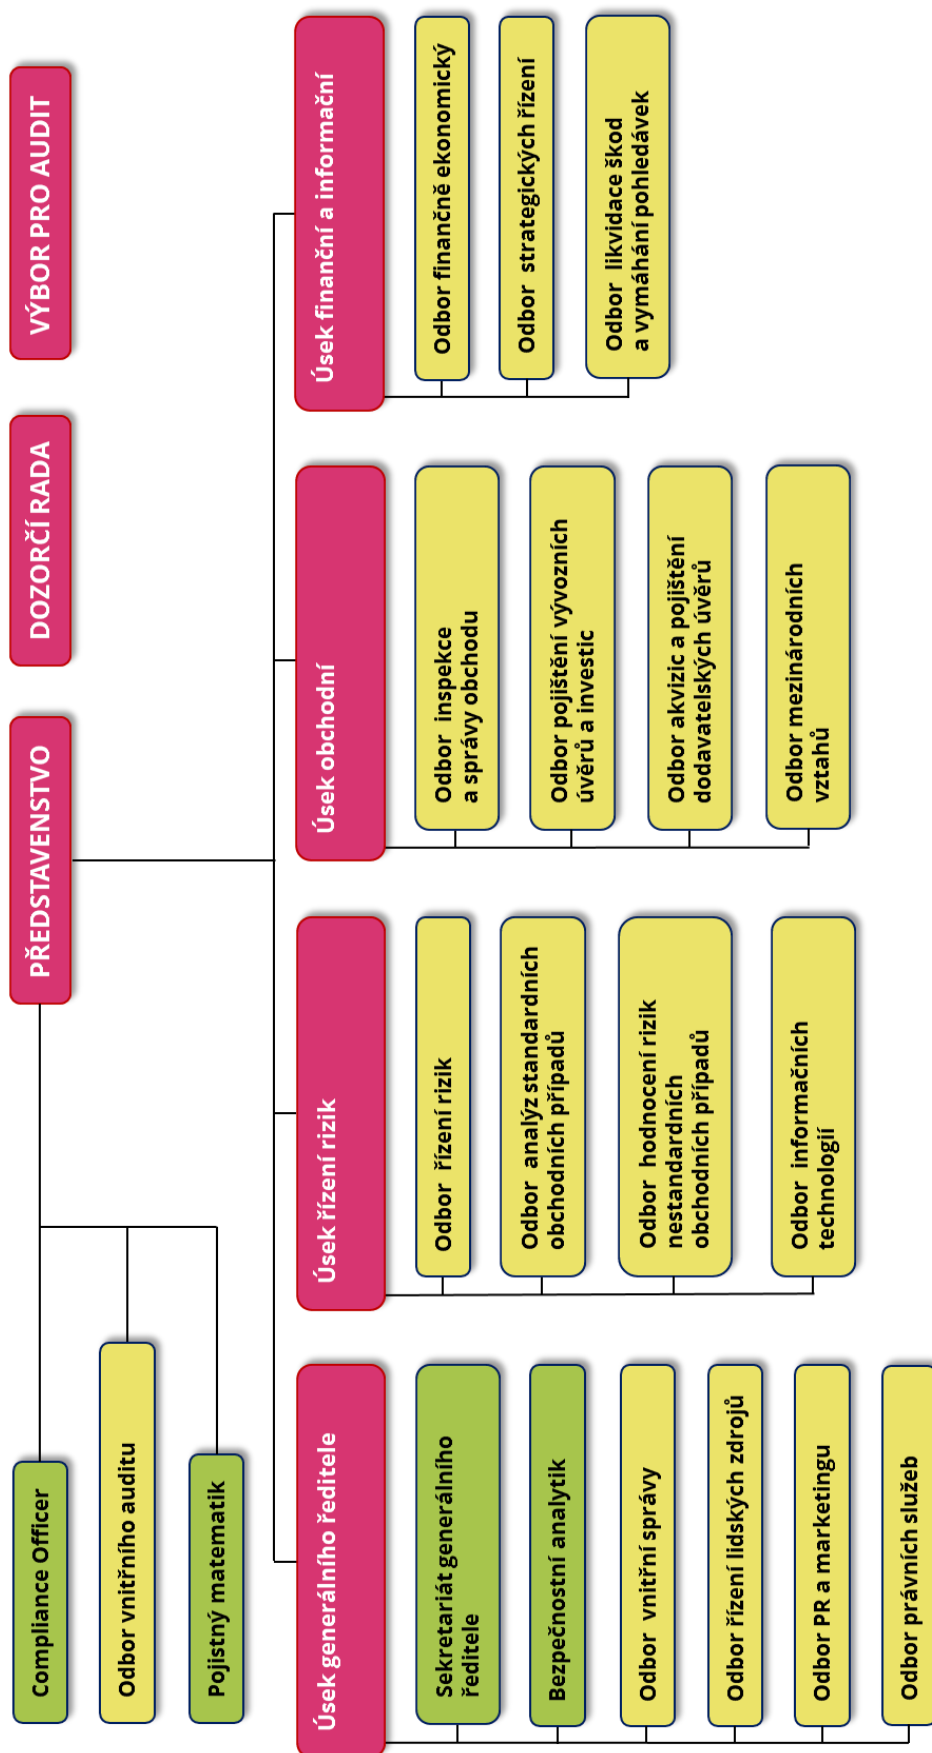 PŘEDSTAVENSTVO
DOZORČÍ RADA
VÝBOR PRO AUDIT
Compliance Officer
Odbor vnitřního auditu
Pojistný matematik
Úsek generálního ředitele
Sekretariát generálního
ředitele
Bezpečnostní analytik
Odbor vnitřní správy
Odbor řízení lidských zdrojů
Odbor PR a marketingu
Odbor právních služeb
Úsek řízení rizik
Odbor řízení rizik
Odbor analýz standardních
obchodních případů
Odbor hodnocení rizik
nestandardních
obchodních případů
Odbor informačních
technologií
Úsek obchodní
Odbor inspekce
a správy obchodu
Odbor pojištění vývozních
úvěrů a investic
Odbor akvizic a pojištění
dodavatelských úvěrů
Odbor mezinárodních
vztahů
Úsek finanční a informační
Odbor finančně ekonomický
Odbor strategických řízení
Odbor likvidace škod
a vymáhání pohledávek